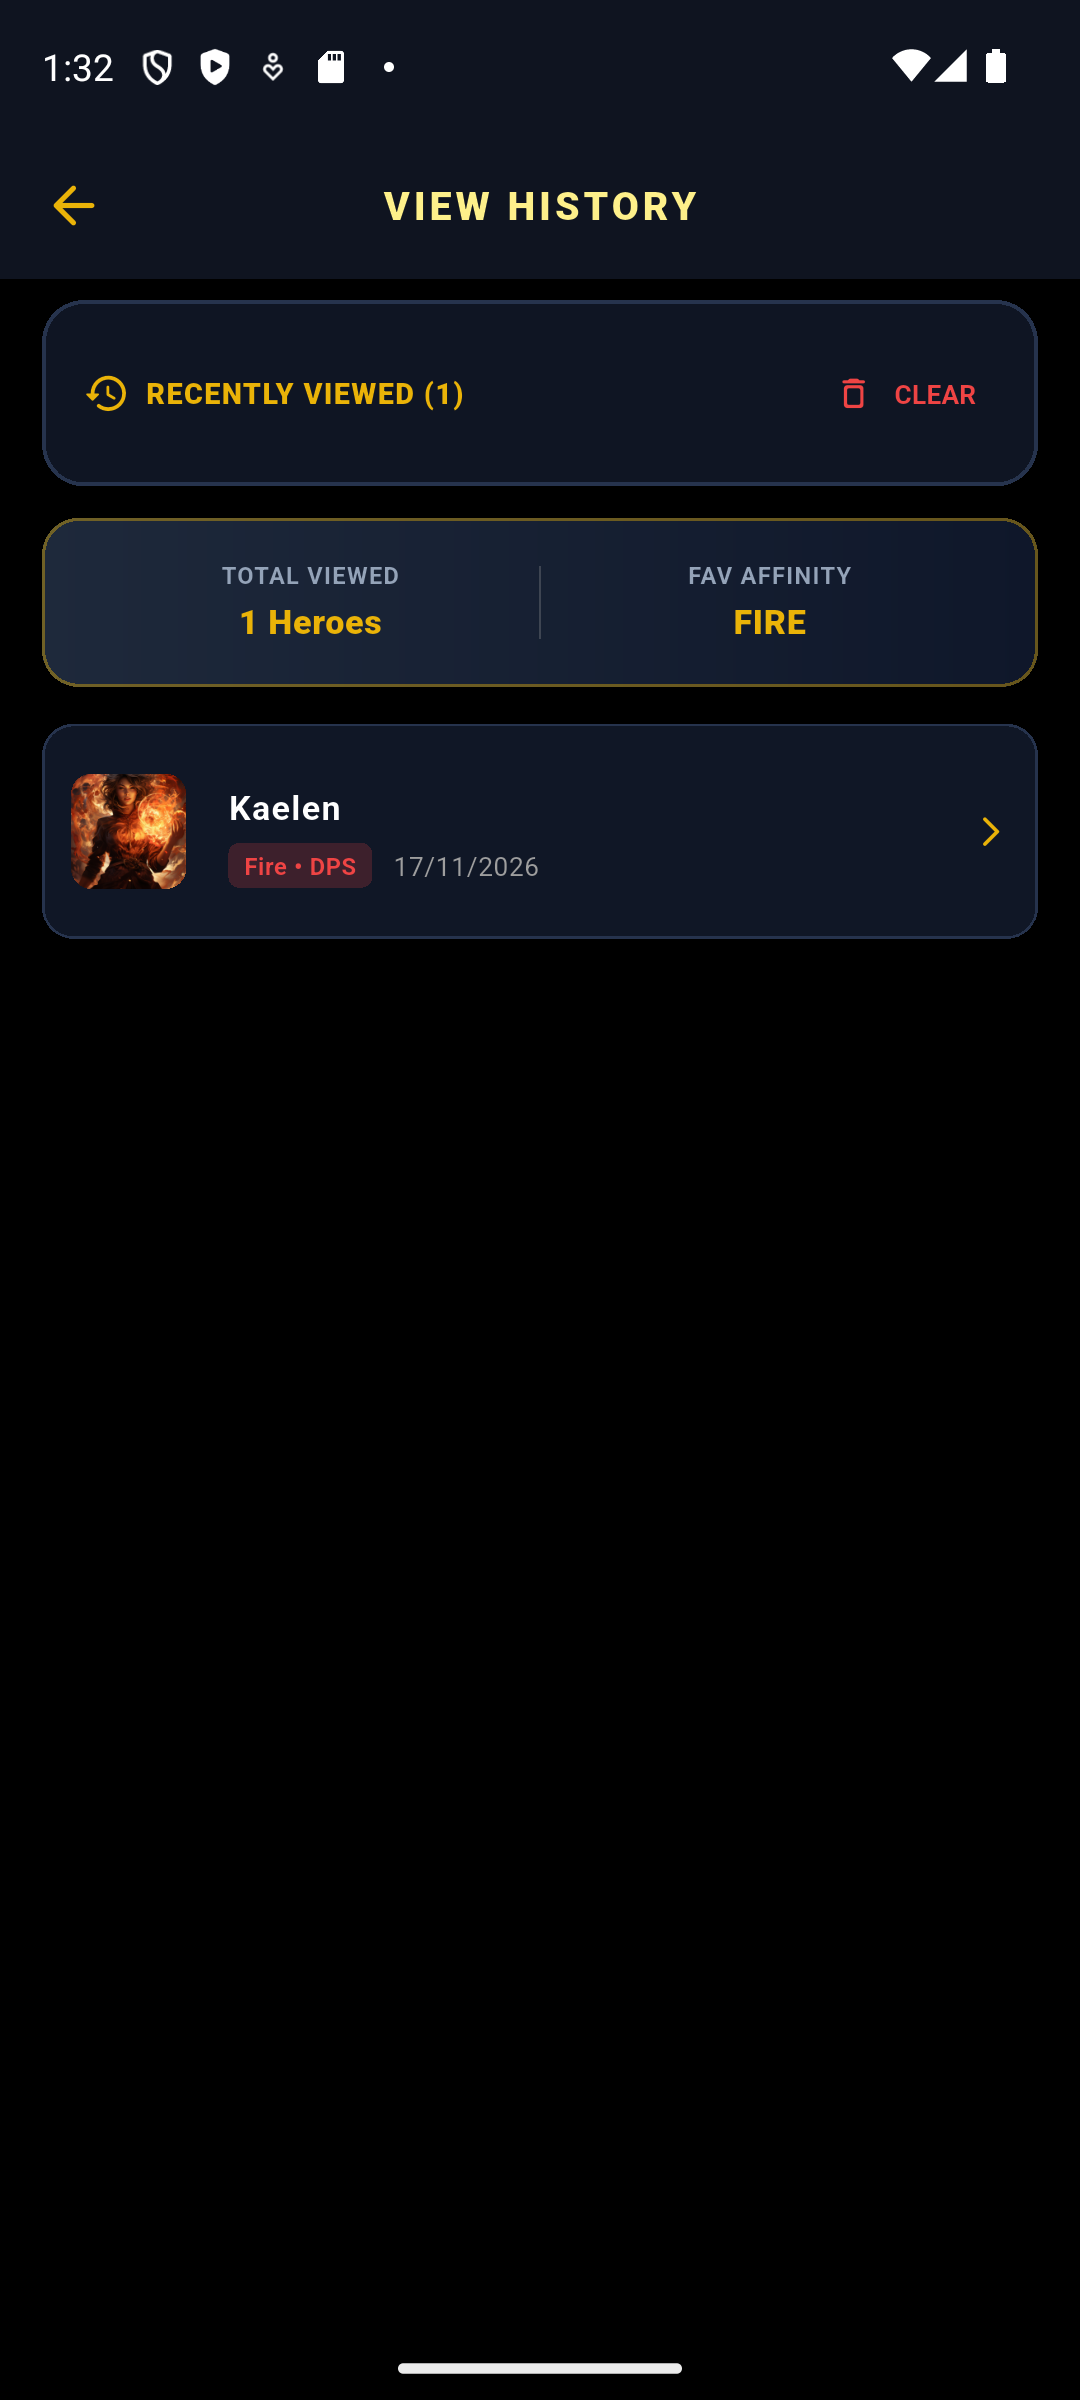 1:32
VIEW HISTORY
RECENTLY VIEWED (1)
CLEAR
TOTAL VIEWED
1 Heroes
FAV AFFINITY
FIRE
Kaelen
Fire • DPS
17/11/2026